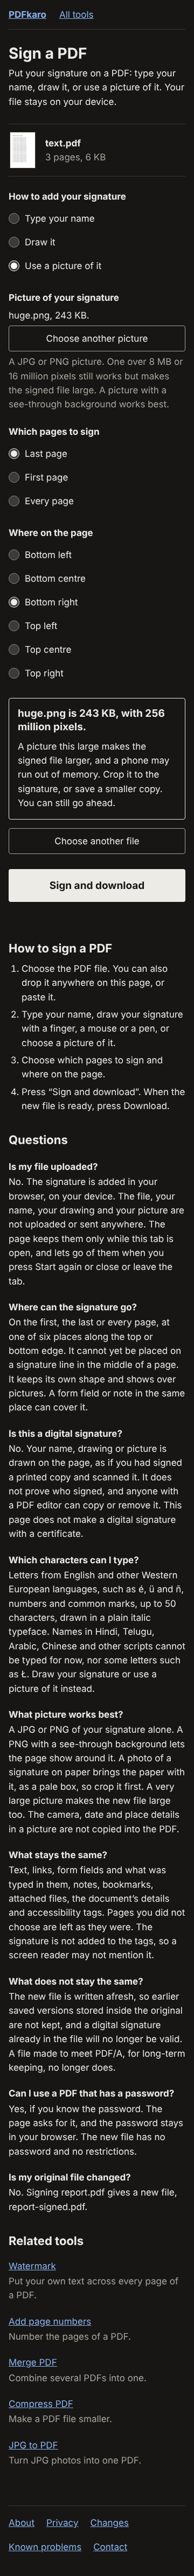 PDFkaro All tools
Sign a PDF
Put your signature on a PDF: type your
name, draw it, or use a picture of it. Your
file stays on your device.
text.pdf
3 pages, 6 KB
How to add your signature
Type your name
Draw it
Use a picture of it
Picture of your signature
huge.png, 243 KB.
Choose another picture
A JPG or PNG picture. One over 8 MB or
16 million pixels still works but makes
the signed file large. A picture with a
see-through background works best.
Which pages to sign
Last page
First page
Every page
Where on the page
Bottom left
Bottom centre
Bottom right
Top left
Top centre
Top right
huge.png is 243 KB, with 256
million pixels.
A picture this large makes the
signed file larger, and a phone may
run out of memory. Crop it to the
signature, or save a smaller copy.
You can still go ahead.
Choose another file
Sign and download
How to sign a PDF
1. Choose the PDF file. You can also
drop it anywhere on this page, or
paste it.
2. Type your name, draw your signature
with a finger, a mouse or a pen, or
choose a picture of it.
3. Choose which pages to sign and
where on the page.
4. Press “Sign and download”. When the
new file is ready, press Download.
Questions
Is my file uploaded?
No. The signature is added in your
browser, on your device. The file, your
name, your drawing and your picture are
not uploaded or sent anywhere. The
page keeps them only while this tab is
open, and lets go of them when you
press Start again or close or leave the
tab.
Where can the signature go?
On the first, the last or every page, at
one of six places along the top or
bottom edge. It cannot yet be placed on
a signature line in the middle of a page.
It keeps its own shape and shows over
pictures. A form field or note in the same
place can cover it.
Is this a digital signature?
No. Your name, drawing or picture is
drawn on the page, as if you had signed
a printed copy and scanned it. It does
not prove who signed, and anyone with
a PDF editor can copy or remove it. This
page does not make a digital signature
with a certificate.
Which characters can I type?
Letters from English and other Western
European languages, such as é, ü and ñ,
numbers and common marks, up to 50
characters, drawn in a plain italic
typeface. Names in Hindi, Telugu,
Arabic, Chinese and other scripts cannot
be typed for now, nor some letters such
as Ł. Draw your signature or use a
picture of it instead.
What picture works best?
A JPG or PNG of your signature alone. A
PNG with a see-through background lets
the page show around it. A photo of a
signature on paper brings the paper with
it, as a pale box, so crop it first. A very
large picture makes the new file large
too. The camera, date and place details
in a picture are not copied into the PDF.
What stays the same?
Text, links, form fields and what was
typed in them, notes, bookmarks,
attached files, the document’s details
and accessibility tags. Pages you did not
choose are left as they were. The
signature is not added to the tags, so a
screen reader may not mention it.
What does not stay the same?
The new file is written afresh, so earlier
saved versions stored inside the original
are not kept, and a digital signature
already in the file will no longer be valid.
A file made to meet PDF/A, for long-term
keeping, no longer does.
Can I use a PDF that has a password?
Yes, if you know the password. The
page asks for it, and the password stays
in your browser. The new file has no
password and no restrictions.
Is my original file changed?
No. Signing report.pdf gives a new file,
report-signed.pdf.
Related tools
Watermark
Put your own text across every page of
a PDF.
Add page numbers
Number the pages of a PDF.
Merge PDF
Combine several PDFs into one.
Compress PDF
Make a PDF file smaller.
JPG to PDF
Turn JPG photos into one PDF.
About Privacy Changes
Known problems Contact